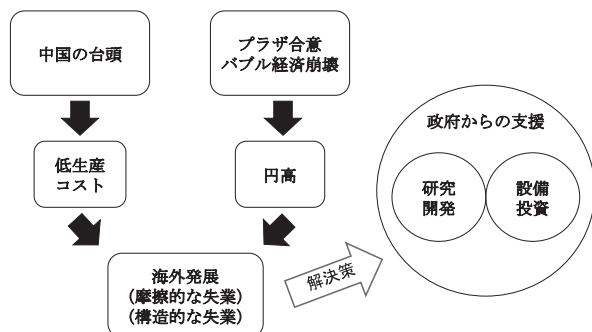 中国の台頭
プラザ合意
バブル経済崩壊
低生産
コスト
円高
海外発展
(摩擦的な失業)
(構造的な失業)
解決策
政府からの支援
研究
開発
設備
投資